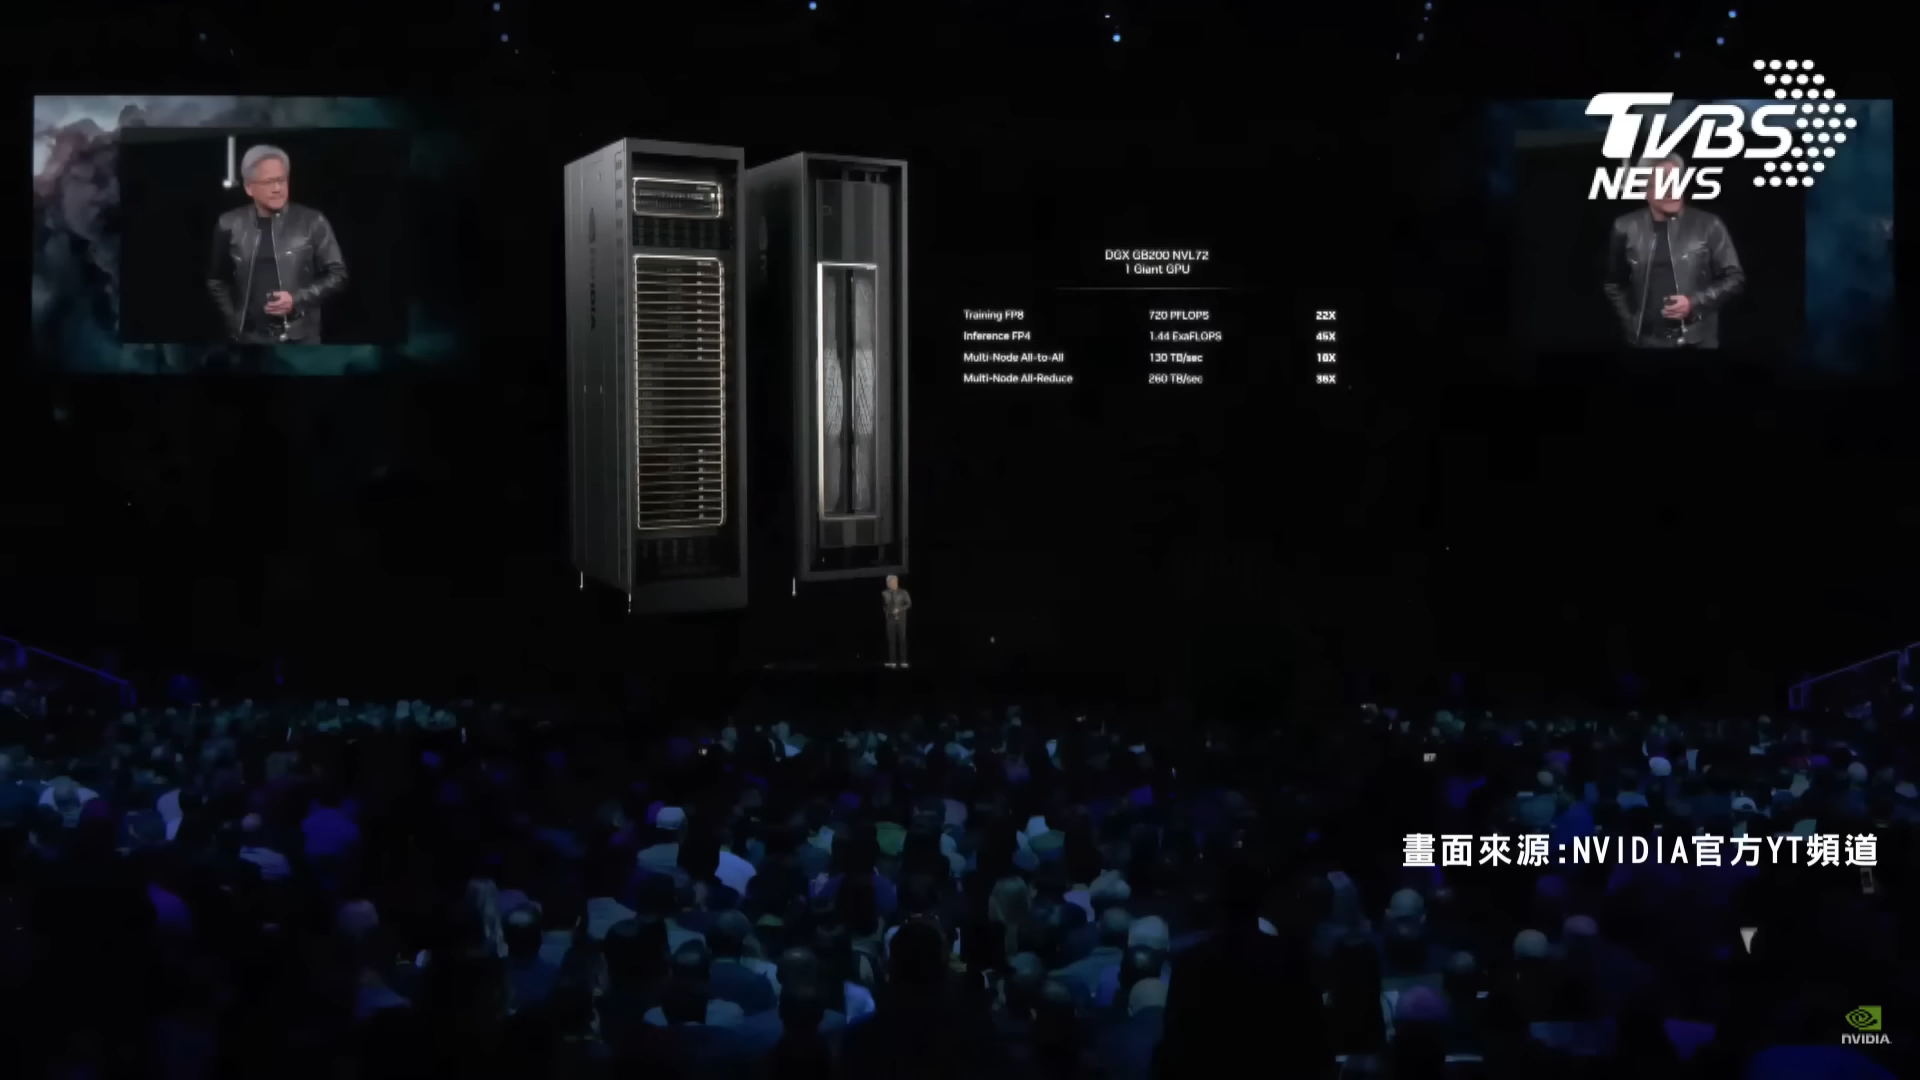 TVBS
NEWS
DGX GB200 NVL72
1 Giant GPU
Training FP8 720 PFLOPS 22X
Inference FP4 1.44 ExaFLOPS 45X
Multi-Node All-to-All 130 TB/sec 18X
Multi-Node All-Reduce 260 TB/sec 36X
畫面來源:NVIDIA官方YT頻道
NVIDIA